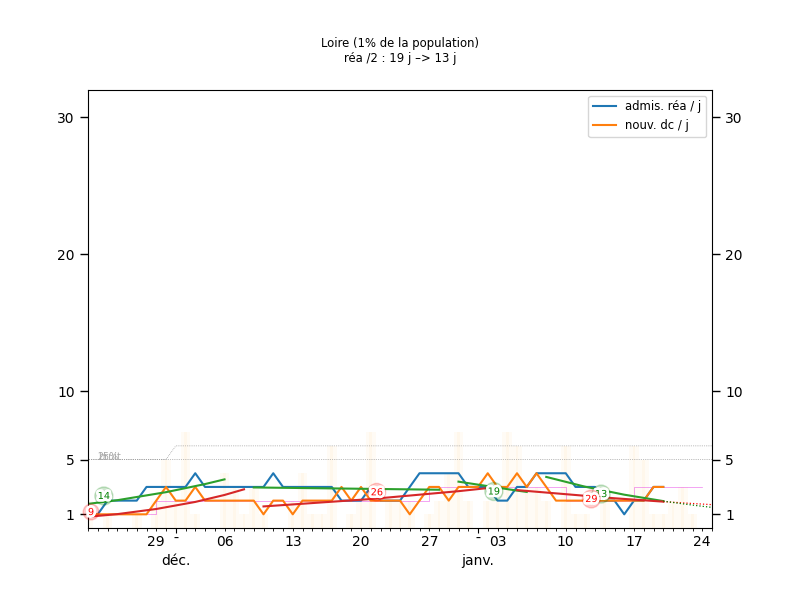 Loire (1% de la population)
réa /2 : 19 j –> 13 j
admis. réa / j
nouv. dc / j
30 30
20 20
10 10
5 5
1 1
14
9
26
19
29
13
29 - 06 13 20 27 - 03 10 17 24
déc. janv.